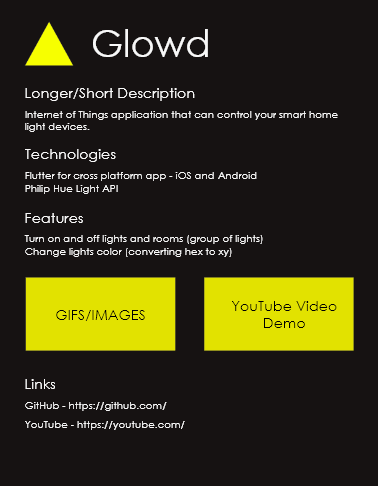 Glowd
Longer/Short Description
Internet of Things application that can control your smart home
light devices.
Technologies
Flutter for cross platform app - iOS and Android
Philip Hue Light API
Features
Turn on and off lights and rooms (group of lights)
Change lights color (converting hex to xy)
GIFS/IMAGES
YouTube Video
Demo
Links
GitHub - https://github.com/
YouTube - https://youtube.com/